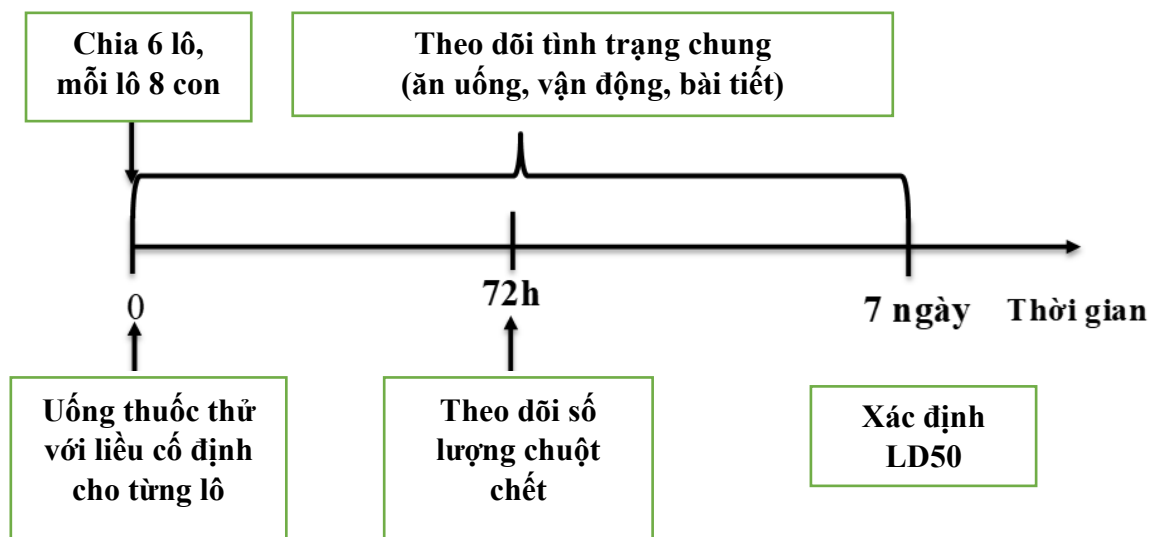 Chia 6 lô,
mỗi lô 8 con
Theo dõi tình trạng chung
(ăn uống, vận động, bài tiết)
0
72h
7 ngày
Thời gian
Uống thuốc thử
với liều cố định
cho từng lô
Theo dõi số
lượng chuột
chết
Xác định
LD50